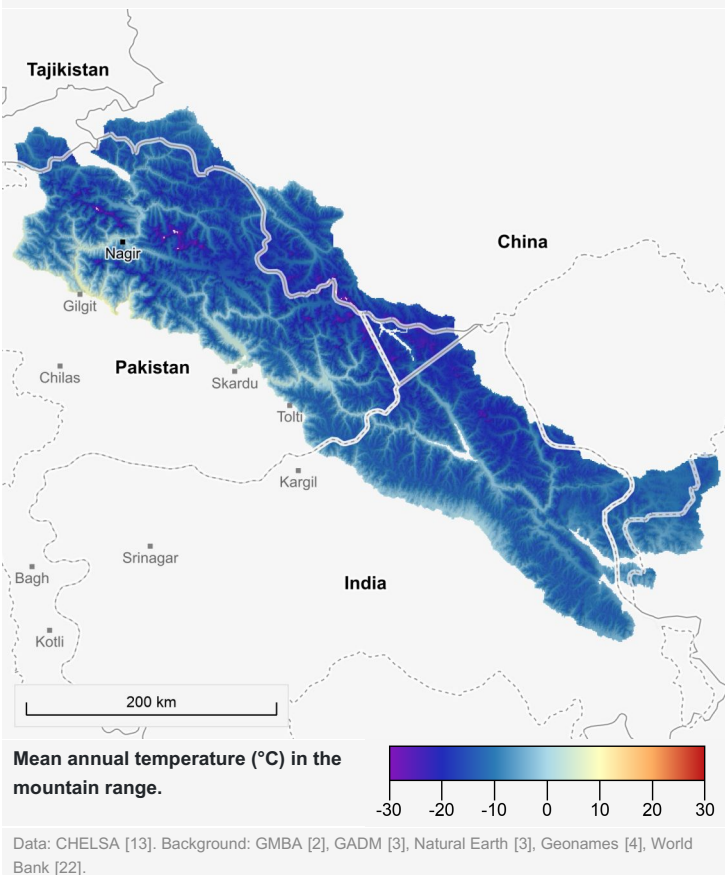 Tajikistan
China
Nagir
Gilgit
Pakistan
Chilas
Skardu
Tolti
Kargil
Srinagar
Bagh
India
Kotli
200 km
Mean annual temperature (°C) in the
mountain range.
-30 -20 -10 0 10 20 30
Data: CHELSA [13]. Background: GMBA [2], GADM [3], Natural Earth [3], Geonames [4], World
Bank [22].